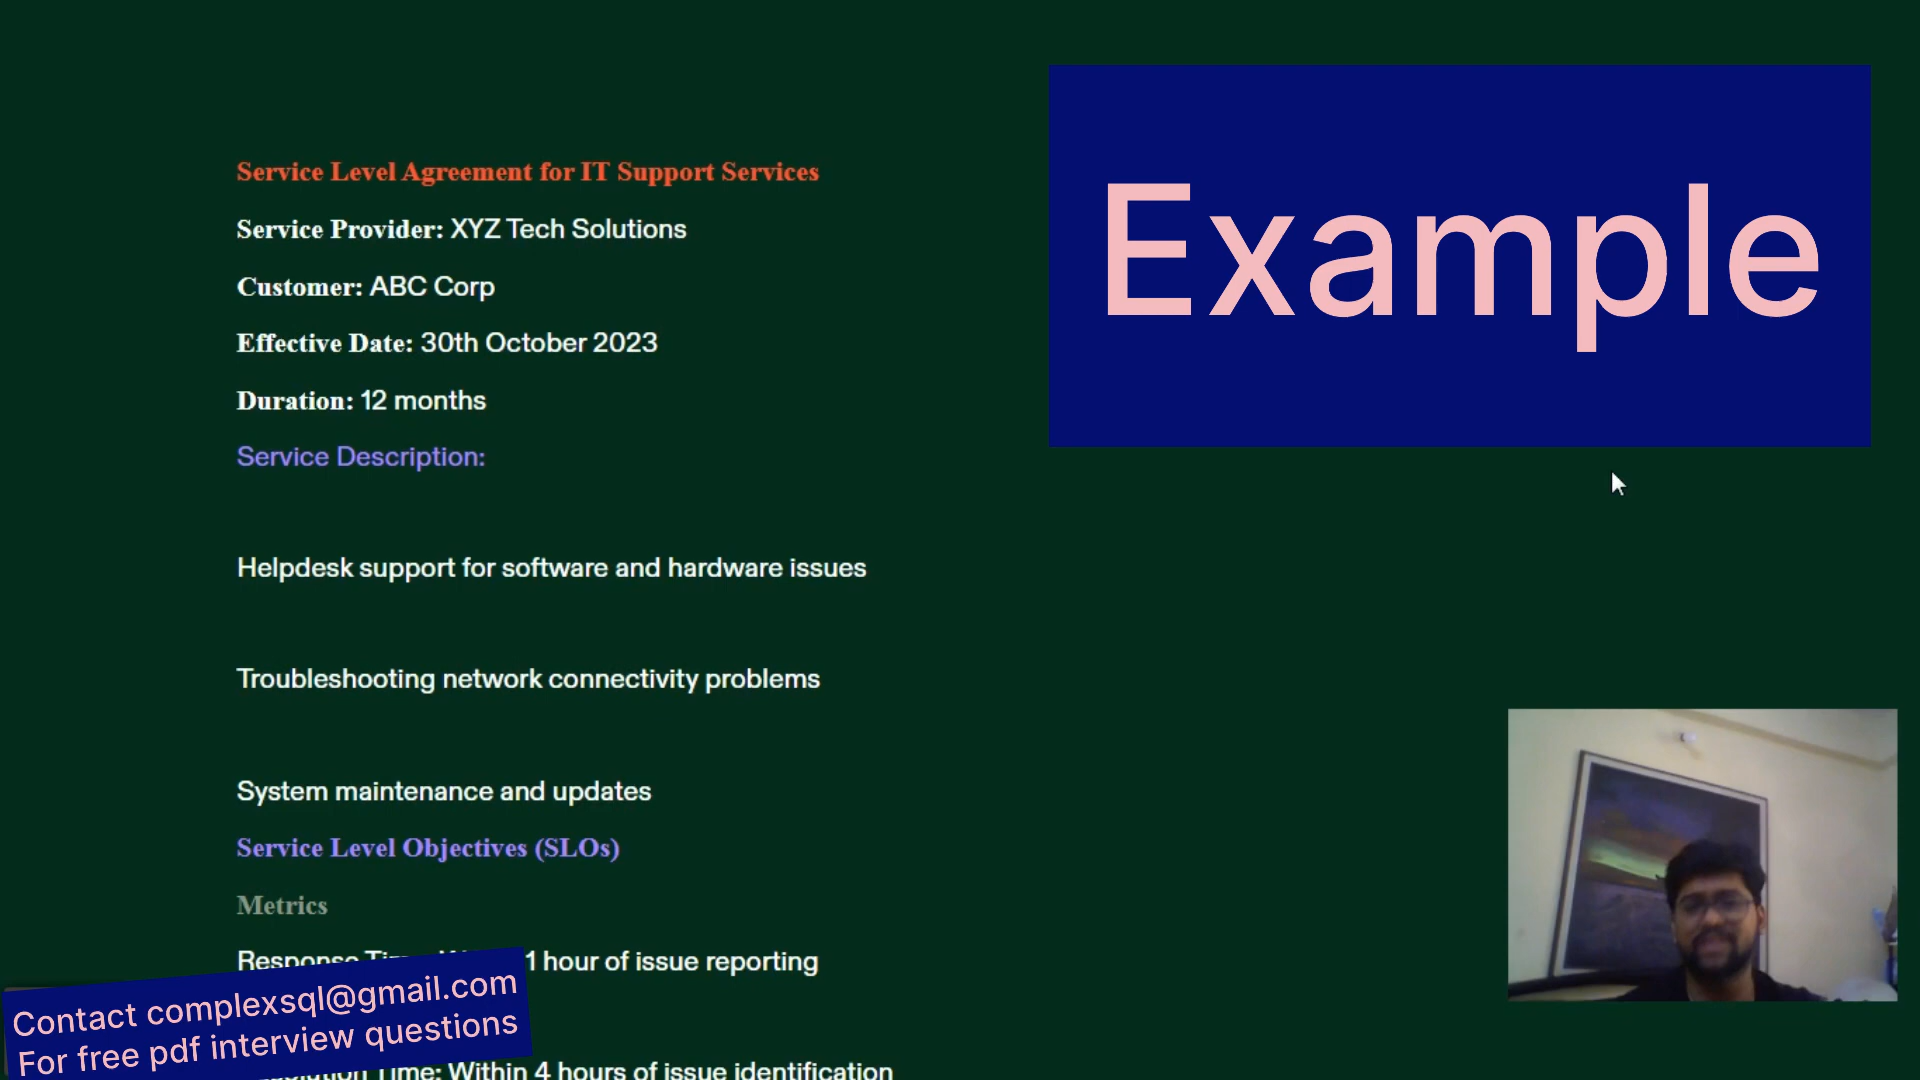 Service Level Agreement for IT Support Services
Service Provider: XYZ Tech Solutions
Customer: ABC Corp
Effective Date: 30th October 2023
Duration: 12 months
Service Description:
Helpdesk support for software and hardware issues
Troubleshooting network connectivity problems
System maintenance and updates
Service Level Objectives (SLOs)
Metrics
Response 1 hour of issue reporting
Time: Within 4 hours of issue identification
Example
Contact complexsql@gmail.com
For free pdf interview questions